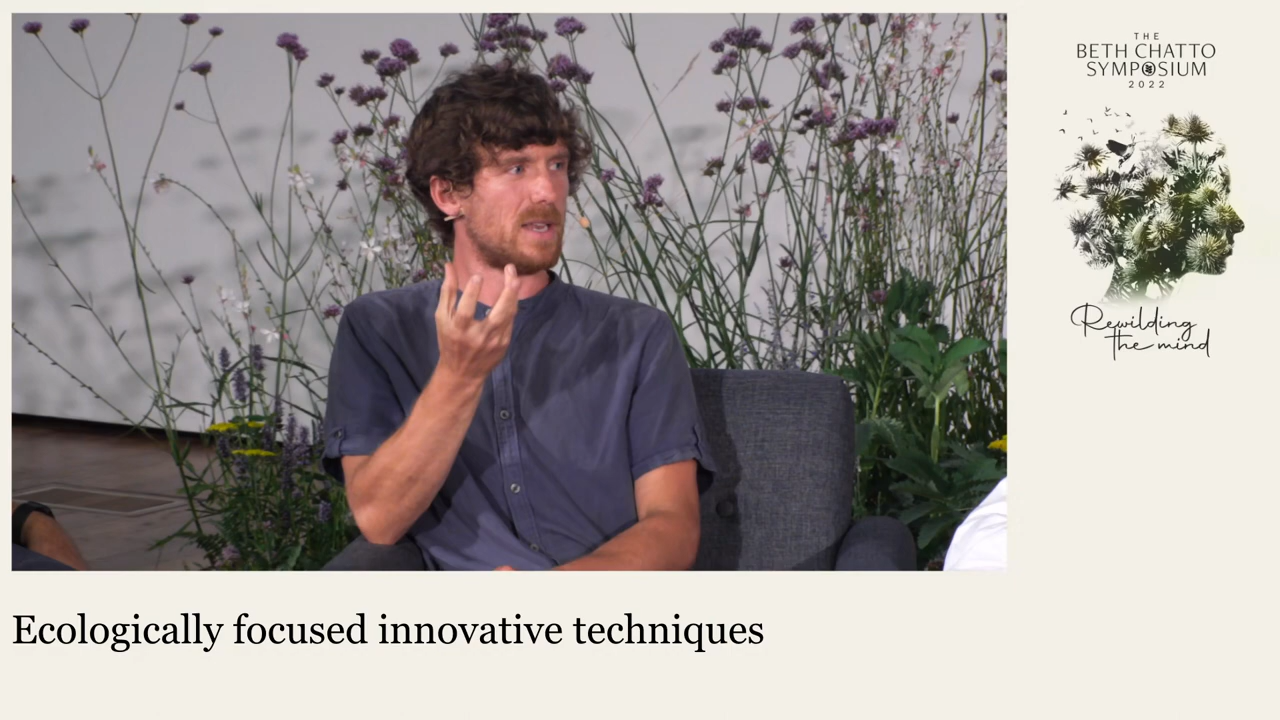 THE
BETH CHATTO
SYMPOSIUM
2022
Rewilding
the mind
Ecologically focused innovative techniques